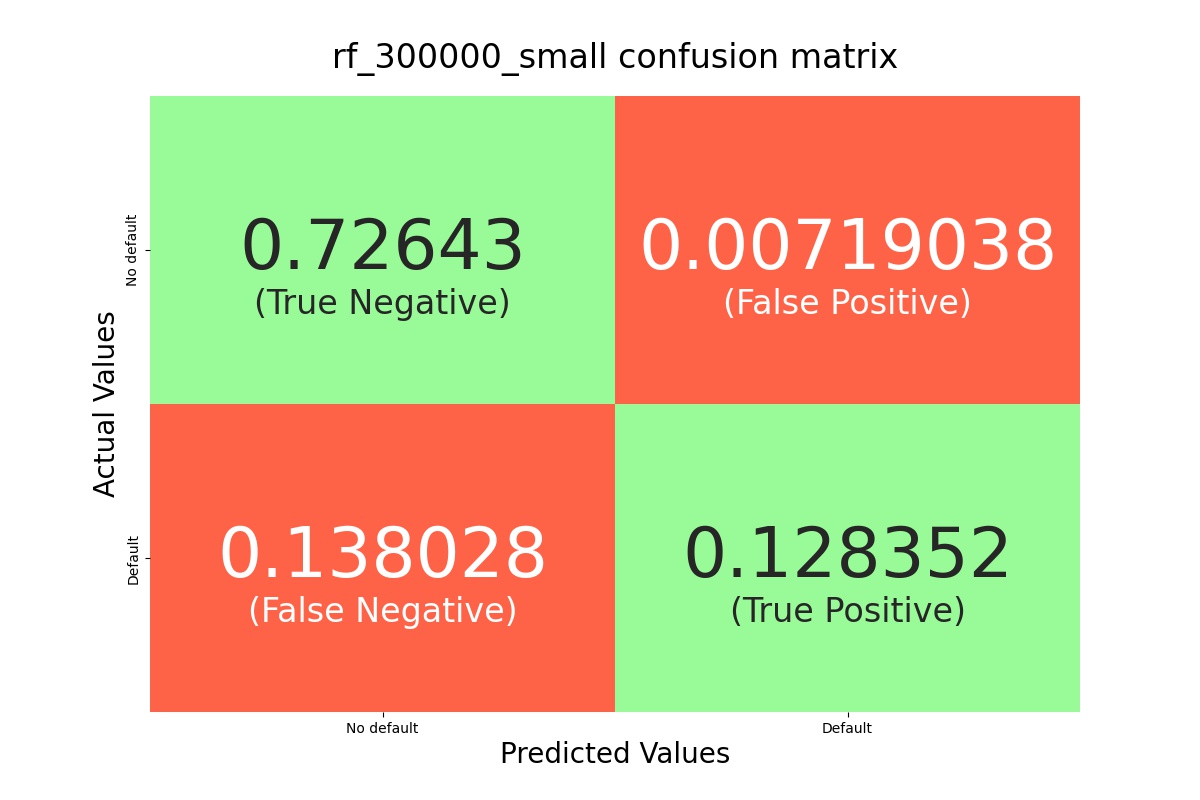 rf_300000_small confusion matrix
Actual Values
No default
0.72643
(True Negative)
0.00719038
(False Positive)
Default
0.138028
(False Negative)
0.128352
(True Positive)
No default
Default
Predicted Values